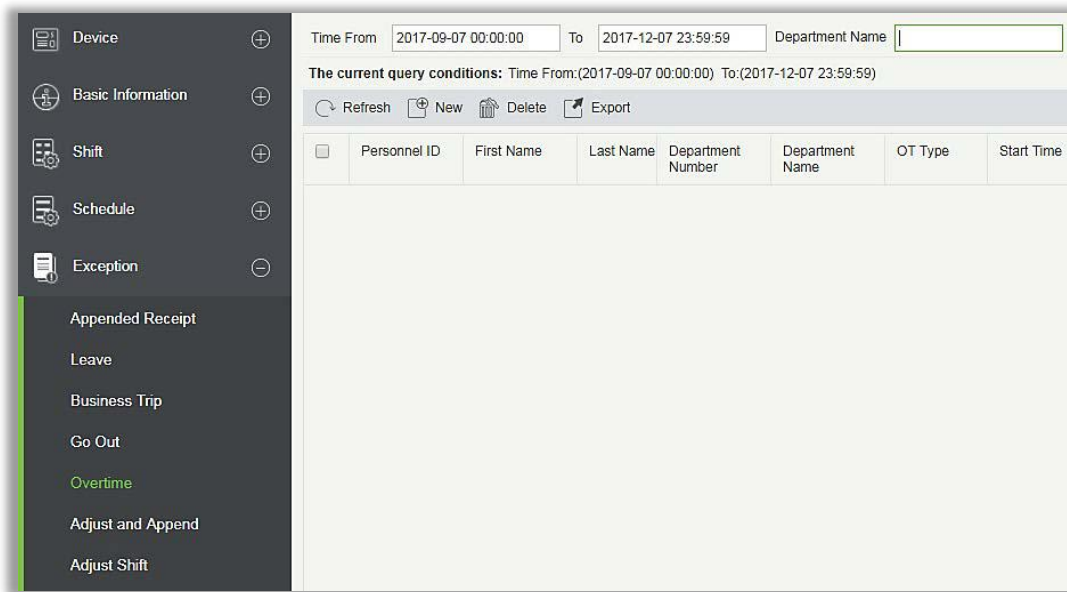 Device
Basic Information
Shift
Schedule
Exception
Appended Receipt
Leave
Business Trip
Go Out
Overtime
Adjust and Append
Adjust Shift
Time From 2017-09-07 00:00:00 To 2017-12-07 23:59:59 Department Name
The current query conditions: Time From:(2017-09-07 00:00:00) To:(2017-12-07 23:59:59)
Refresh New Delete Export
Personnel ID First Name Last Name Department Number Department Name OT Type Start Time